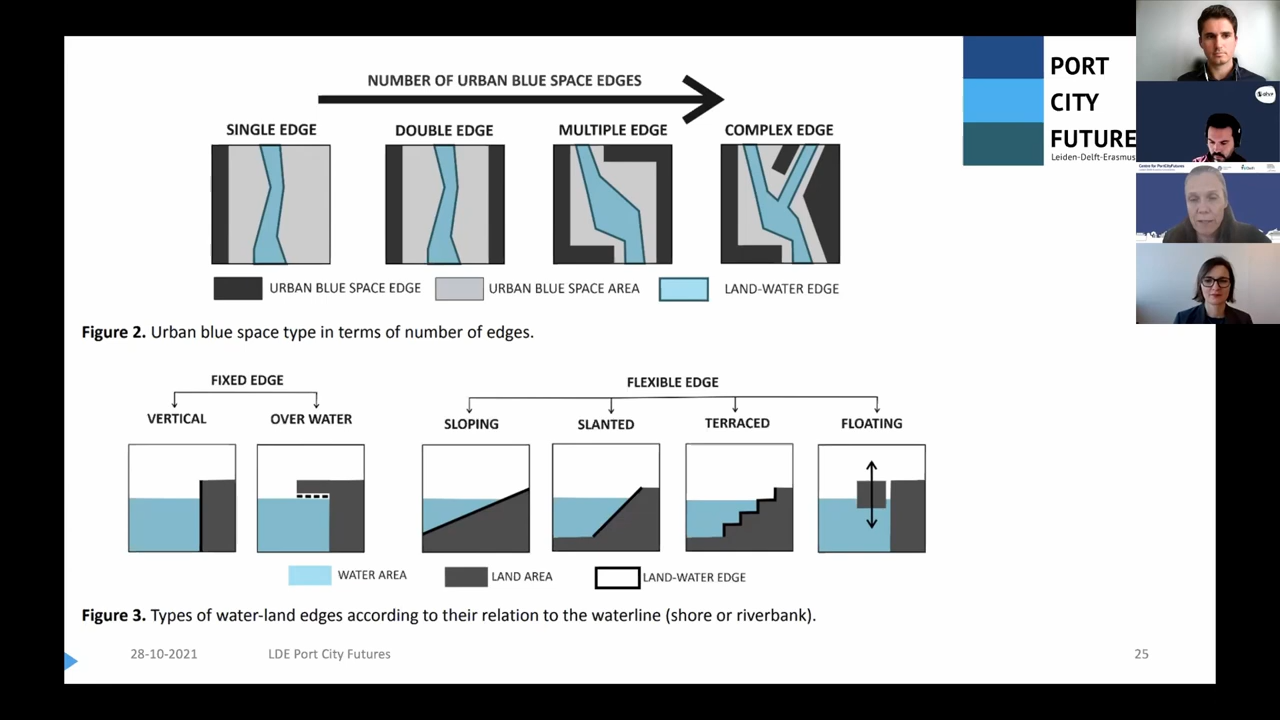 NUMBER OF URBAN BLUE SPACE EDGES
SINGLE EDGE
DOUBLE EDGE
MULTIPLE EDGE
COMPLEX EDGE
URBAN BLUE SPACE EDGE
URBAN BLUE SPACE AREA
LAND-WATER EDGE
Figure 2. Urban blue space type in terms of number of edges.
FIXED EDGE
VERTICAL
OVER WATER
FLEXIBLE EDGE
SLOPING
SLANTED
TERRACED
FLOATING
WATER AREA
LAND AREA
LAND-WATER EDGE
Figure 3. Types of water-land edges according to their relation to the waterline (shore or riverbank).
28-10-2021
LDE Port City Futures
25
PORT
CITY
FUTURE
Leiden-Delft-Erasmus
Centre for PortCityFutures